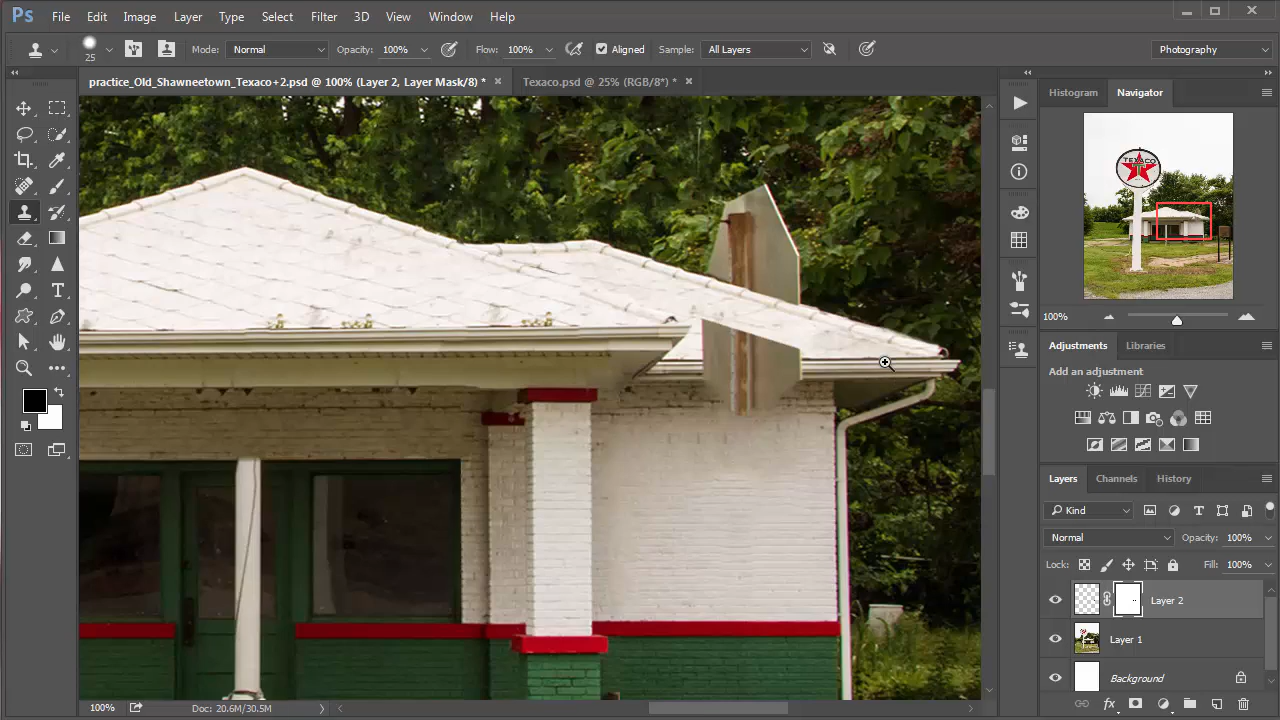 Ps File Edit Image Layer Type Select Filter 3D View Window Help
25 Mode: Normal Opacity: 100% Flow: 100% Aligned Sample: All Layers Photography
practice_Old_Shawneetown_Texaco+2.psd @ 100% (Layer 2, Layer Mask/8) * Texaco.psd @ 25% (RGB/8*) *
Histogram Navigator
TEXACO
100%
Adjustments Libraries
Add an adjustment
Layers Channels History
Kind
Normal Opacity: 100%
Lock: Fill: 100%
Layer 2
Layer 1
Background
100% Doc: 20.6M/30.5M
fx